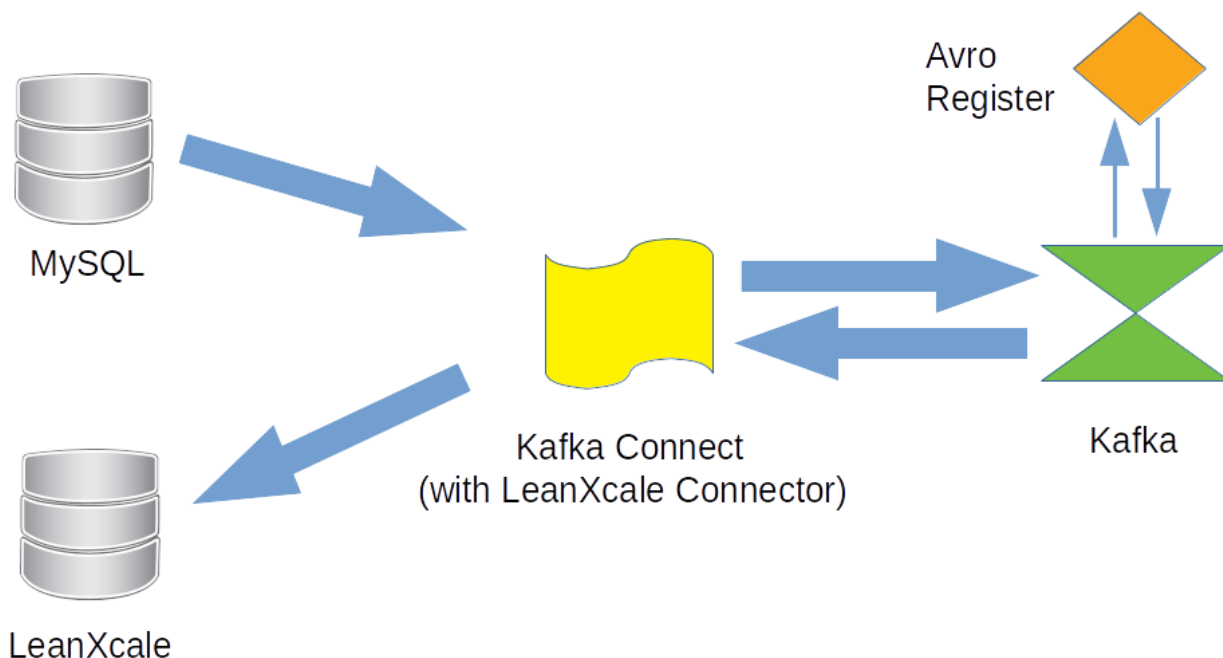 Avro
Register
MySQL
Kafka Connect
(with LeanXcale Connector)
Kafka
LeanXcale